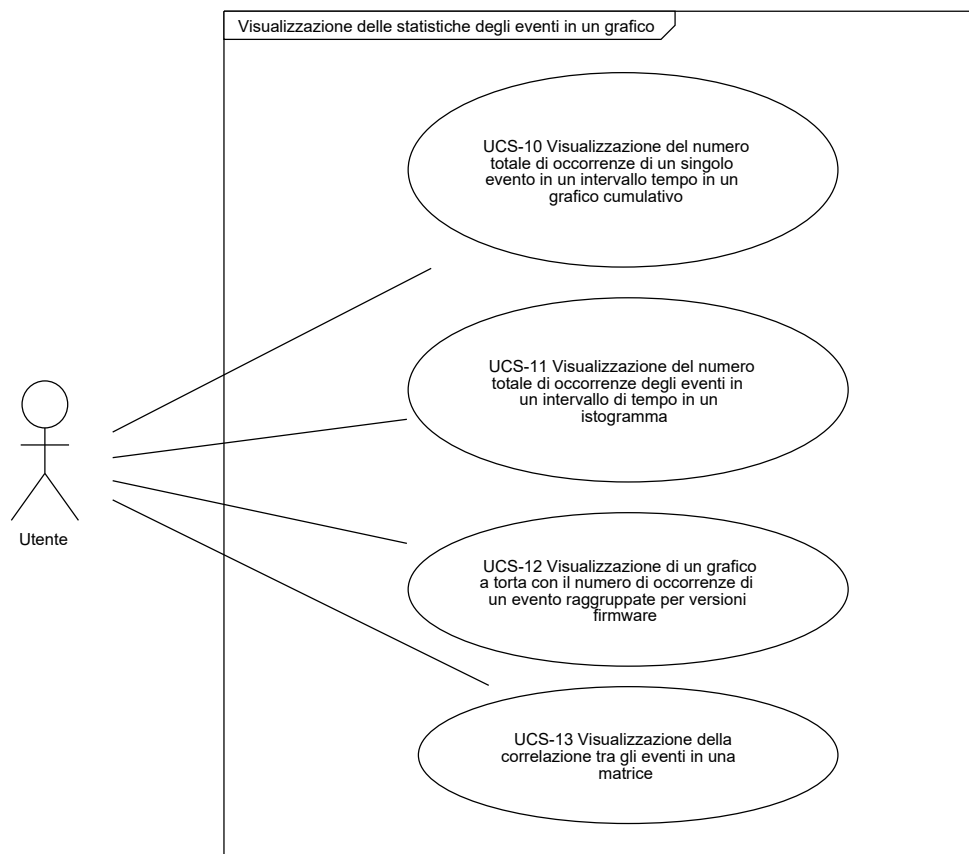 Visualizzazione delle statistiche degli eventi in un grafico
UCS-10 Visualizzazione del numero
totale di occorrenze di un singolo
evento in un intervallo tempo in un
grafico cumulativo
UCS-11 Visualizzazione del numero
totale di occorrenze degli eventi in
un intervallo di tempo in un
istogramma
Utente
UCS-12 Visualizzazione di un grafico
a torta con il numero di occorrenze di
un evento raggruppate per versioni
firmware
UCS-13 Visualizzazione della
correlazione tra gli eventi in una
matrice